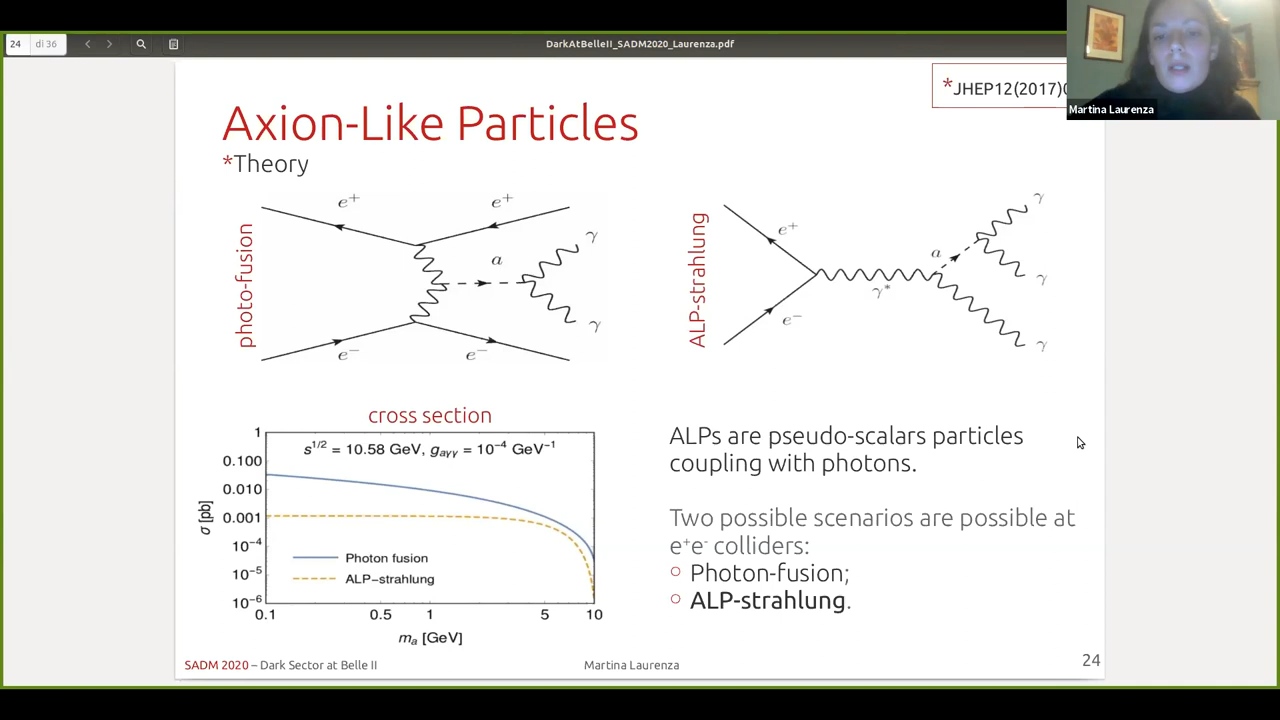 24 di 36
DarkAtBelleII_SADM2020_Laurenza.pdf
*JHEP12(2017)
Martina Laurenza
Axion-Like Particles
*Theory
photo-fusion
e⁺
e⁺
a
γ
γ
e⁻
e⁻
ALP-strahlung
e⁺
e⁻
γ*
a
γ
γ
γ
cross section
s^1/2 = 10.58 GeV, g_aγγ = 10⁻⁴ GeV⁻¹
σ [pb]
1
0.100
0.010
0.001
10⁻⁴
10⁻⁵
10⁻⁶
Photon fusion
ALP−strahlung
0.1 0.5 1 5 10
mₐ [GeV]
ALPs are pseudo-scalars particles
coupling with photons.
Two possible scenarios are possible at
e⁺e⁻ colliders:
○ Photon-fusion;
○ ALP-strahlung.
SADM 2020 – Dark Sector at Belle II
Martina Laurenza
24